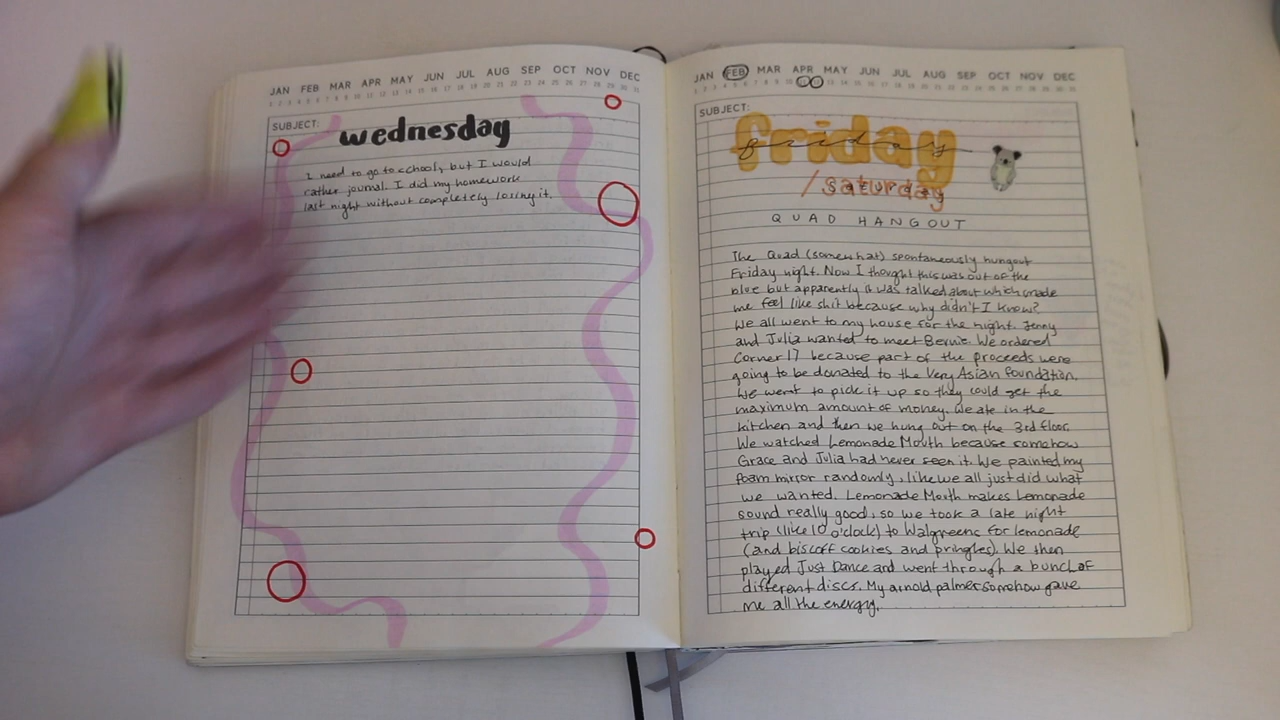 JAN FEB MAR APR MAY JUN JUL AUG SEP OCT NOV DEC
SUBJECT:
wednesday
I need to go to school, but I would
rather journal. I did my homework
last night without completely losing it.
JAN FEB MAR APR MAY JUN JUL AUG SEP OCT NOV DEC
SUBJECT:
friday
friday
/saturday
QUAD HANGOUT
The Quad (somewhat) spontaneously hungout
Friday night. Now I thought this was out of the
blue but apparently it was talked about which made
me feel like shit because why didn't I know?
We all went to my house for the night. Jenny
and Julia wanted to meet Bernie. We ordered
Corner 17 because part of the proceeds were
going to be donated to the Very Asian foundation.
We went to pick it up so they could get the
maximum amount of money. We ate in the
kitchen and then we hung out on the 3rd floor.
We watched Lemonade Mouth because somehow
Grace and Julia had never seen it. We painted my
foam mirror randomly, like we all just did what
we wanted. Lemonade Mouth makes Lemonade
sound really good, so we took a late night
trip (like 10 o'clock) to Walgreens for lemonade
(and biscoff cookies and pringles). We then
played Just Dance and went through a bunch of
different discs. My arnold palmer somehow gave
me all the energy.